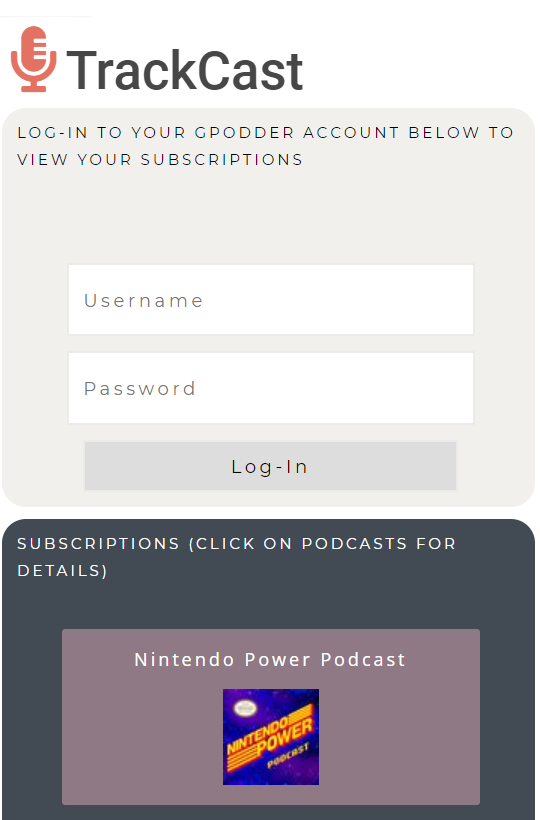 TrackCast
LOG-IN TO YOUR GPODDER ACCOUNT BELOW TO
VIEW YOUR SUBSCRIPTIONS
Username
Password
Log-In
SUBSCRIPTIONS (CLICK ON PODCASTS FOR
DETAILS)
Nintendo Power Podcast
NINTENDO
POWER
PODCAST